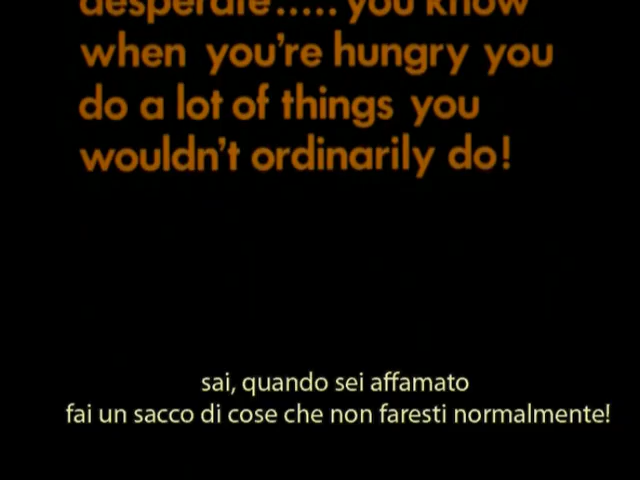 desperate..... you know
when you're hungry you
do a lot of things you
wouldn't ordinarily do!
sai, quando sei affamato
fai un sacco di cose che non faresti normalmente!